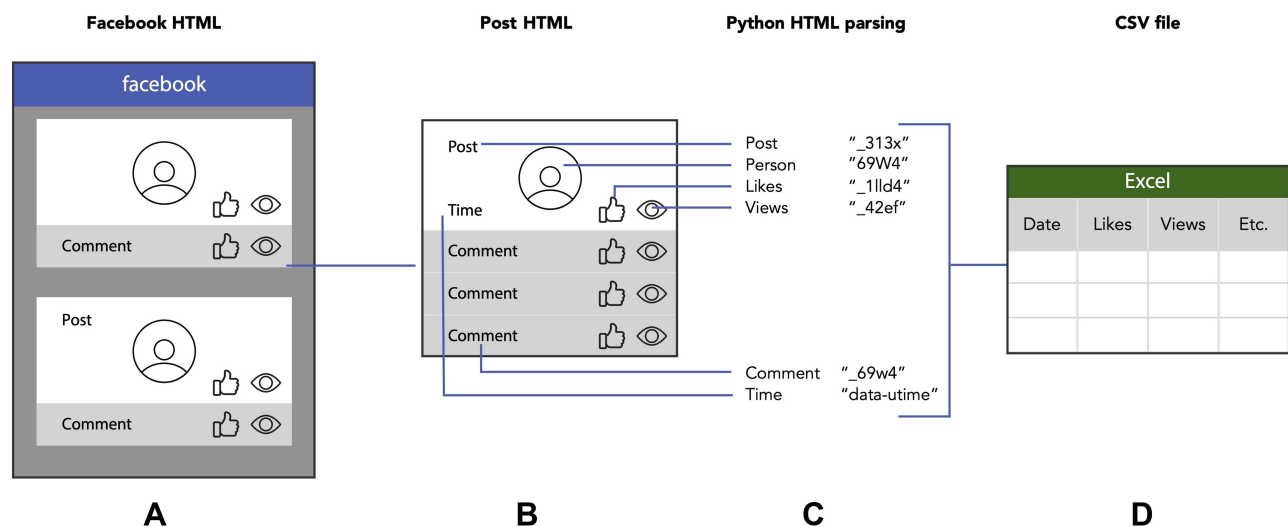 Facebook HTML
Post HTML
Python HTML parsing
CSV file
facebook
Comment
Post
Comment
Post
Time
Comment
Comment
Comment
Post "_313x"
Person "69W4"
Likes "_1lld4"
Views "_42ef"
Comment "_69w4"
Time "data-utime"
Excel
Date Likes Views Etc.
A
B
C
D